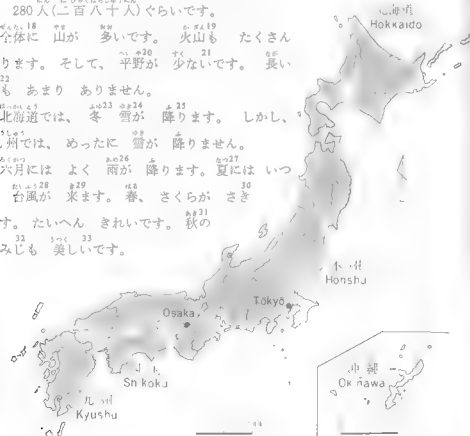 280人(二百八十人)ぐらいです。
全体に 山が 多いです。 火山も たくさん
ります。 そして、 平野が 少ないです。 長い
も あまり ありません。
北海道では、 冬 雪が 降ります。 しかし、
州では、 めったに 雪が 降りません。
六月には よく 雨が 降ります。 夏には いつ
台風が 来ます。 春、 さくらが さき
す。 たいへん きれいです。 秋の
みじも 美しいです。
Hokkaido
本州
Honshu
Tōkyō
Osaka
Shikoku
九州
Kyushu
沖縄
Okinawa